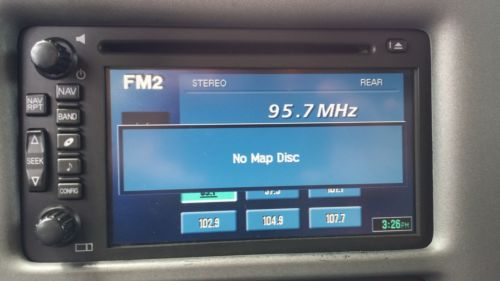 FM2
STEREO
REAR
95.7 MHz
NAV
NAV
RPT
BAND
No Map Disc
SEEK
CONFIG
102.9
104.9
107.7
3:26 PM